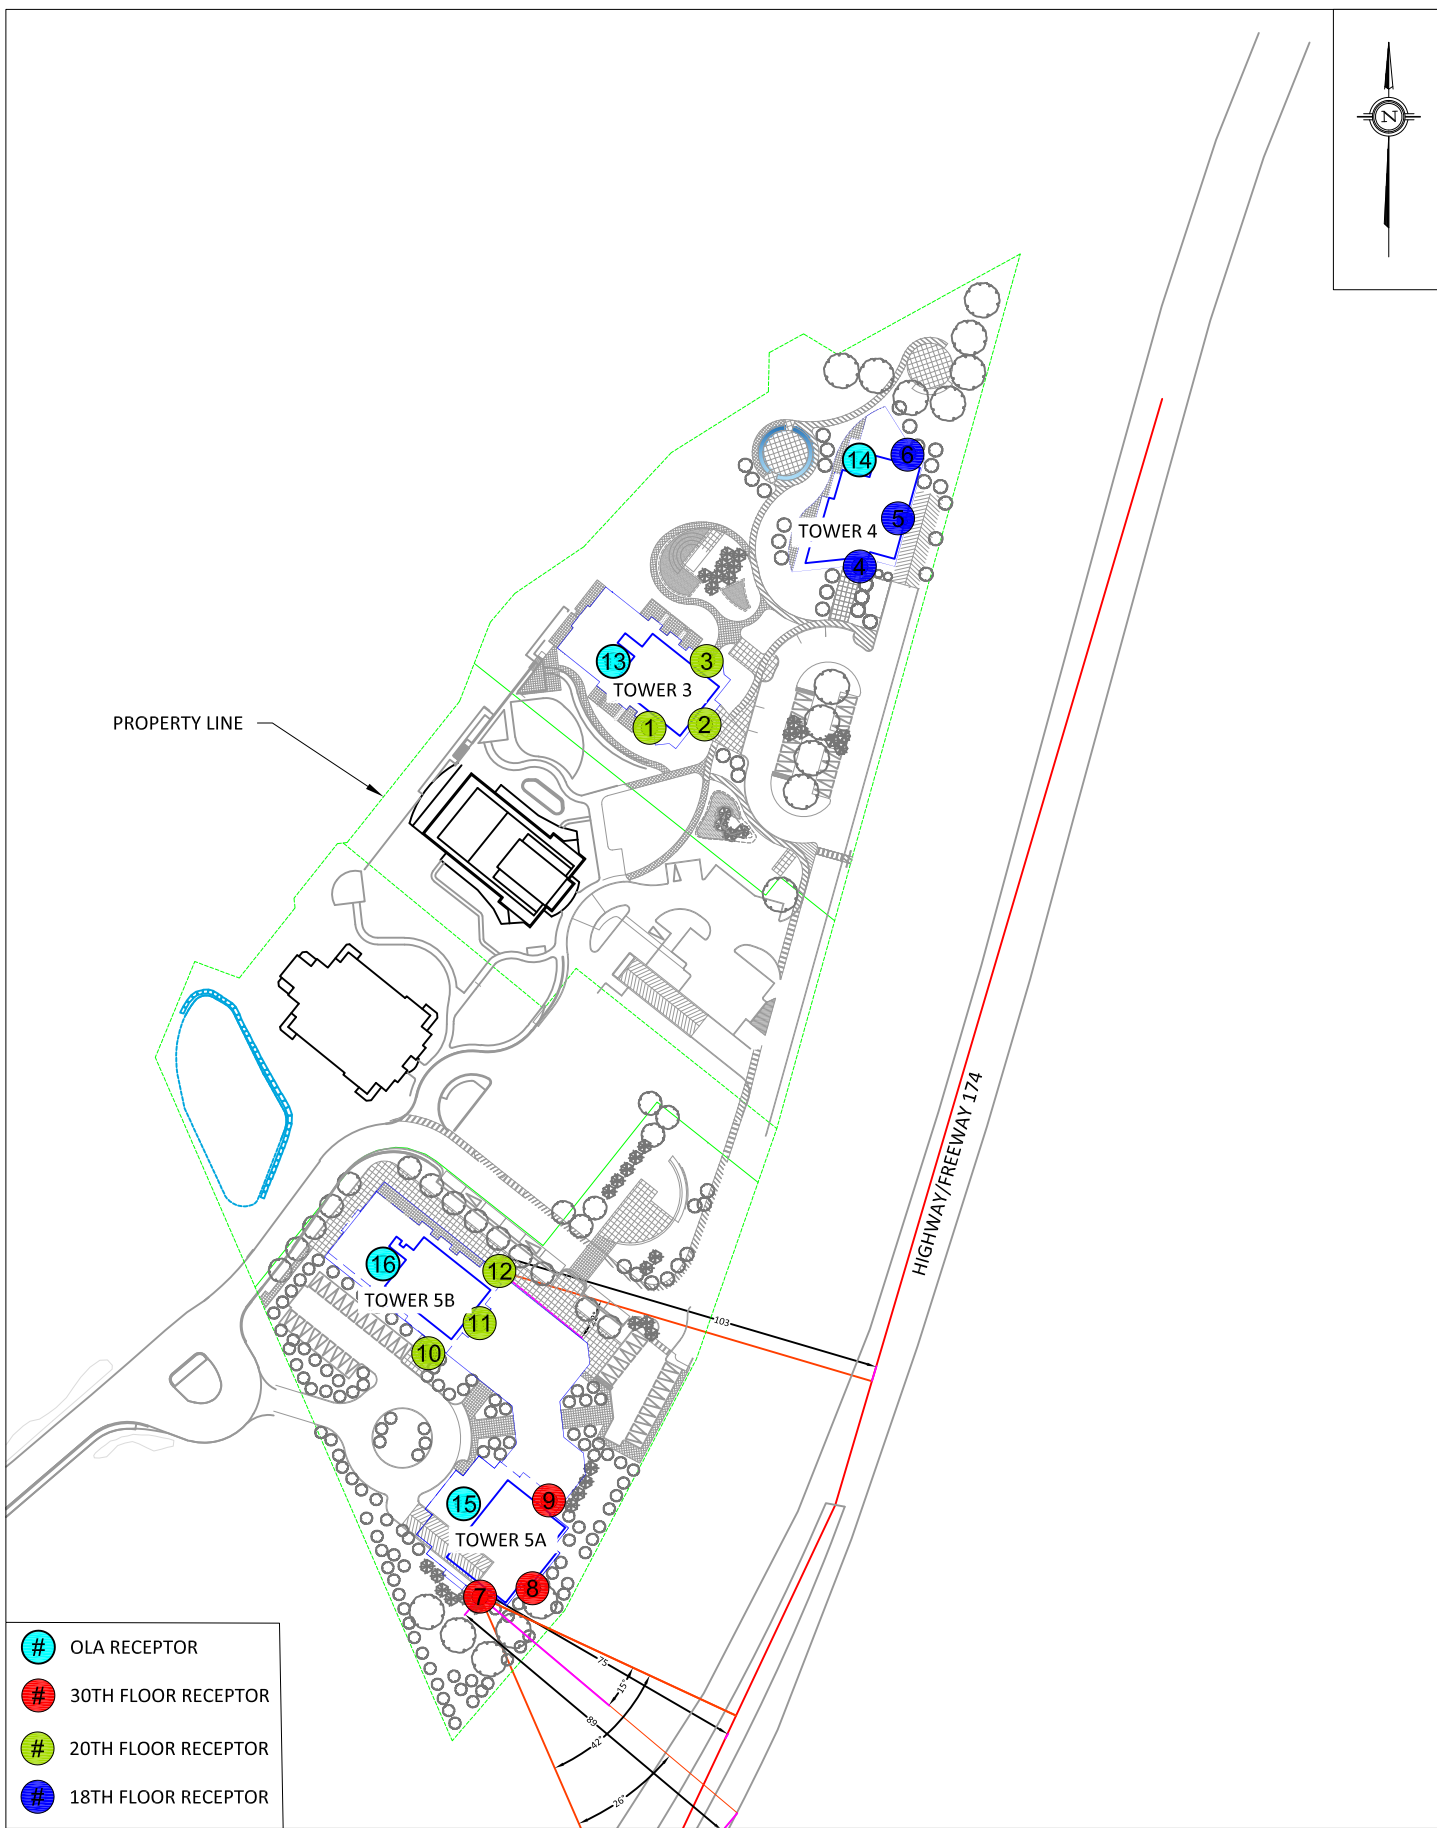 N
6
14
5
TOWER 4
4
3
13
TOWER 3
PROPERTY LINE
1
2
HIGHWAY/FREEWAY 174
16
12
TOWER 5B
11
103
10
15
9
TOWER 5A
8
7
75
15°
89
42°
26°
# OLA RECEPTOR
# 30TH FLOOR RECEPTOR
# 20TH FLOOR RECEPTOR
# 18TH FLOOR RECEPTOR